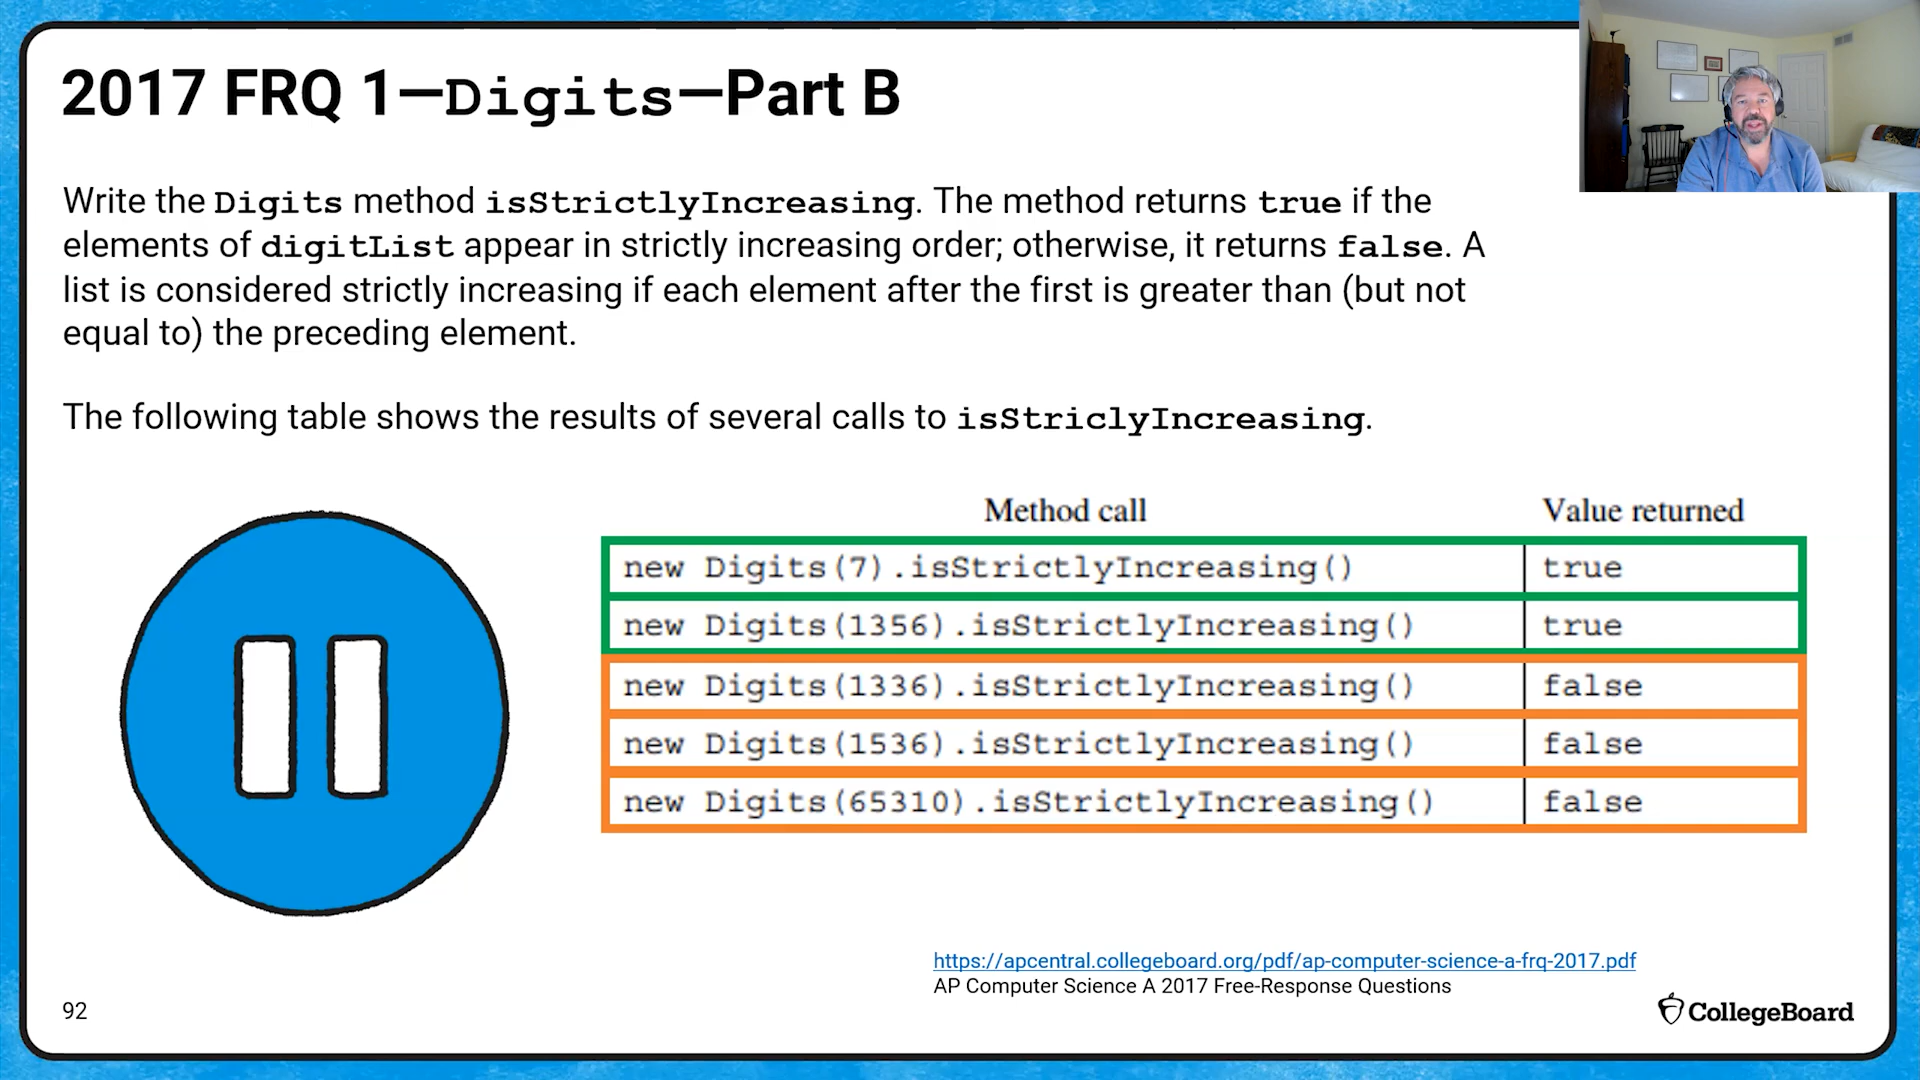 2017 FRQ 1—Digits—Part B
Write the Digits method isStrictlyIncreasing. The method returns true if the
elements of digitList appear in strictly increasing order; otherwise, it returns false. A
list is considered strictly increasing if each element after the first is greater than (but not
equal to) the preceding element.
The following table shows the results of several calls to isStriclyIncreasing.
Method call Value returned
new Digits(7).isStrictlyIncreasing() true
new Digits(1356).isStrictlyIncreasing() true
new Digits(1336).isStrictlyIncreasing() false
new Digits(1536).isStrictlyIncreasing() false
new Digits(65310).isStrictlyIncreasing() false
https://apcentral.collegeboard.org/pdf/ap-computer-science-a-frq-2017.pdf
AP Computer Science A 2017 Free-Response Questions
92
CollegeBoard